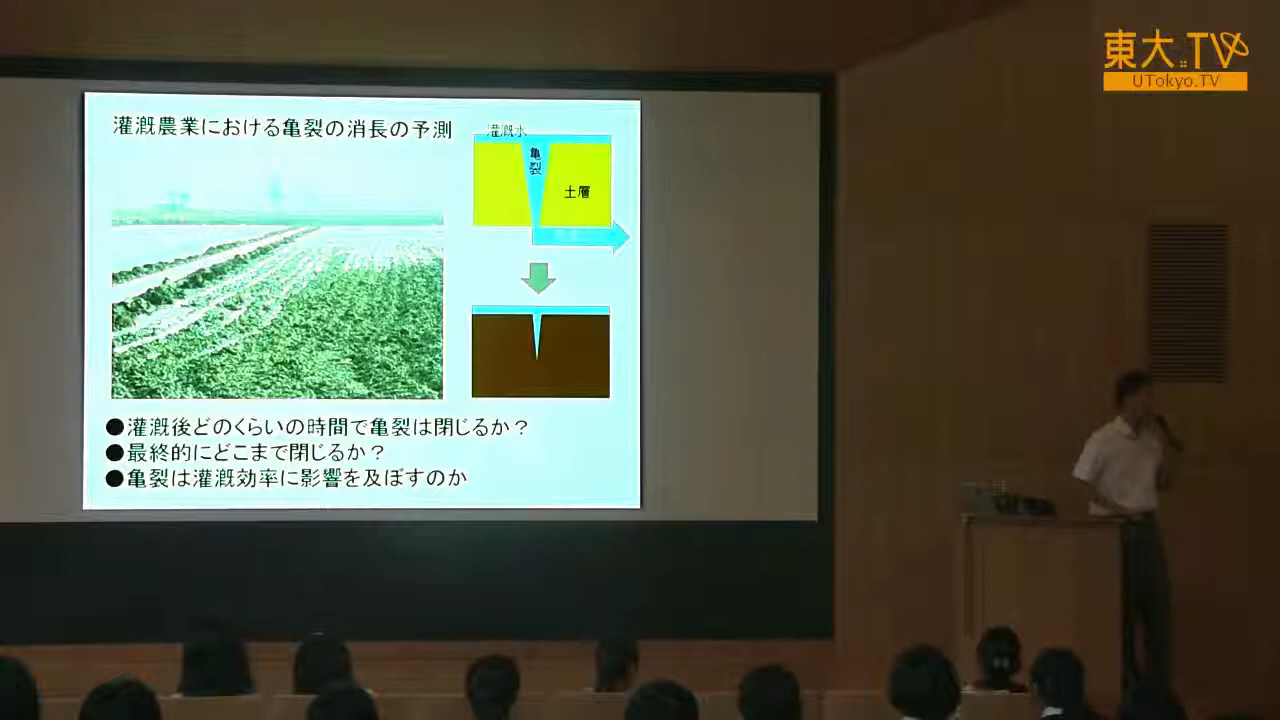 東大.TV
UTokyo.TV
灌漑農業における亀裂の消長の予測
灌漑水
亀裂
土層
●灌漑後どのくらいの時間で亀裂は閉じるか？
●最終的にどこまで閉じるか？
●亀裂は灌漑効率に影響を及ぼすのか